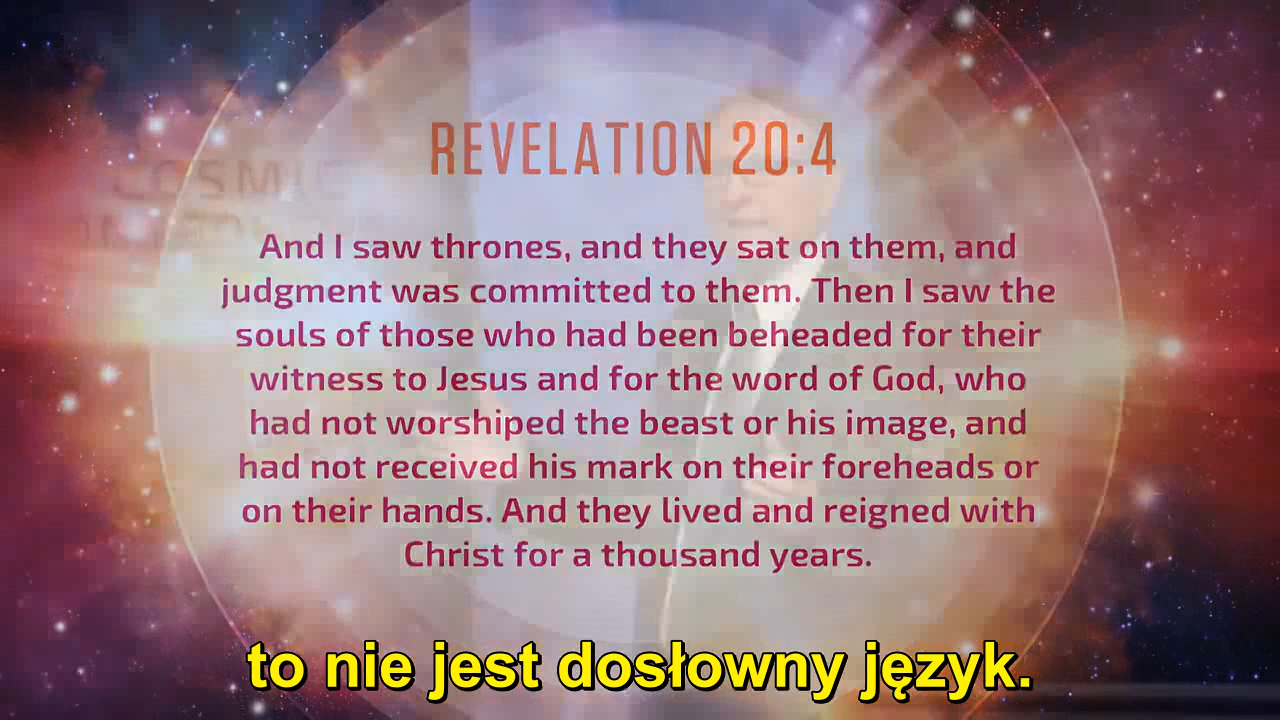 COSMIC
REVELATION 20:4
And I saw thrones, and they sat on them, and
judgment was committed to them. Then I saw the
souls of those who had been beheaded for their
witness to Jesus and for the word of God, who
had not worshiped the beast or his image, and
had not received his mark on their foreheads or
on their hands. And they lived and reigned with
Christ for a thousand years.
to nie jest dosłowny język.